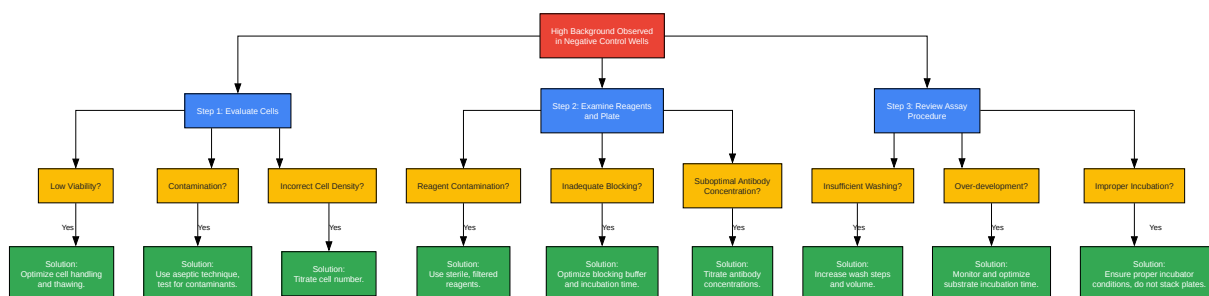 High Background Observed
in Negative Control Wells
Step 1: Evaluate Cells
Step 2: Examine Reagents
and Plate
Step 3: Review Assay
Procedure
Low Viability?
Contamination?
Incorrect Cell Density?
Reagent Contamination?
Inadequate Blocking?
Suboptimal Antibody
Concentration?
Insufficient Washing?
Over-development?
Improper Incubation?
Yes
Yes
Yes
Yes
Yes
Yes
Yes
Yes
Yes
Solution:
Optimize cell handling
and thawing.
Solution:
Use aseptic technique,
test for contaminants.
Solution:
Titrate cell number.
Solution:
Use sterile, filtered
reagents.
Solution:
Optimize blocking buffer
and incubation time.
Solution:
Titrate antibody
concentrations.
Solution:
Increase wash steps
and volume.
Solution:
Monitor and optimize
substrate incubation time.
Solution:
Ensure proper incubator
conditions, do not stack plates.